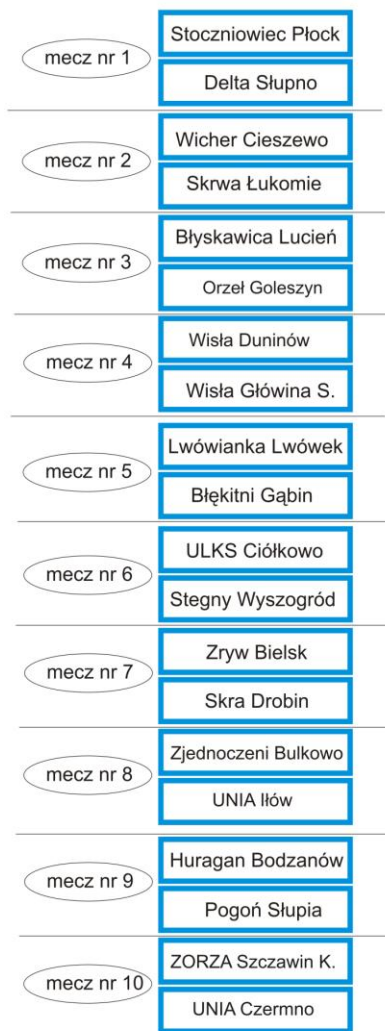 Stoczniowiec Płock
mecz nr 1
Delta Słupno
Wicher Cieszewo
mecz nr 2
Skrwa Łukomie
Błyskawica Lucień
mecz nr 3
Orzeł Goleszyn
Wisła Duninów
mecz nr 4
Wisła Główina S.
Lwówianka Lwówek
mecz nr 5
Błękitni Gąbin
ULKS Ciółkowo
mecz nr 6
Stegny Wyszogród
Zryw Bielsk
mecz nr 7
Skra Drobin
Zjednoczeni Bulkowo
mecz nr 8
UNIA Iłów
Huragan Bodzanów
mecz nr 9
Pogoń Słupia
ZORZA Szczawin K.
mecz nr 10
UNIA Czermno